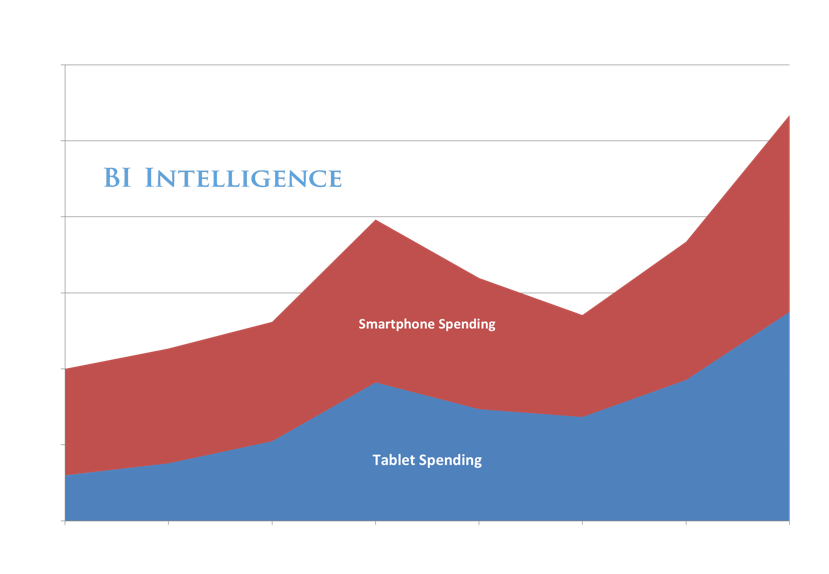 BI Intelligence
Smartphone Spending
Tablet Spending